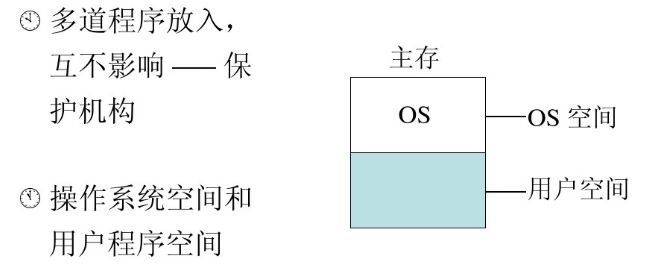 多道程序放入，
互不影响 —— 保
护机构
操作系统空间和
用户程序空间
主存
OS
OS 空间
用户空间